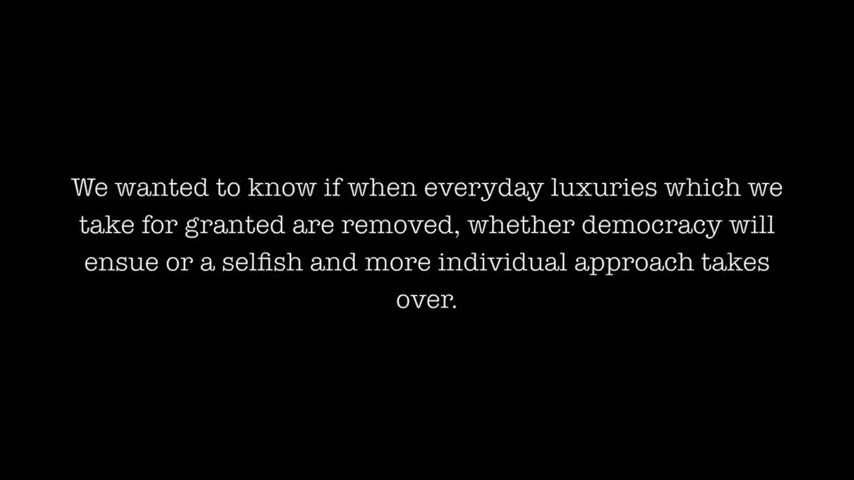 We wanted to know if when everyday luxuries which we
take for granted are removed, whether democracy will
ensue or a selfish and more individual approach takes
over.